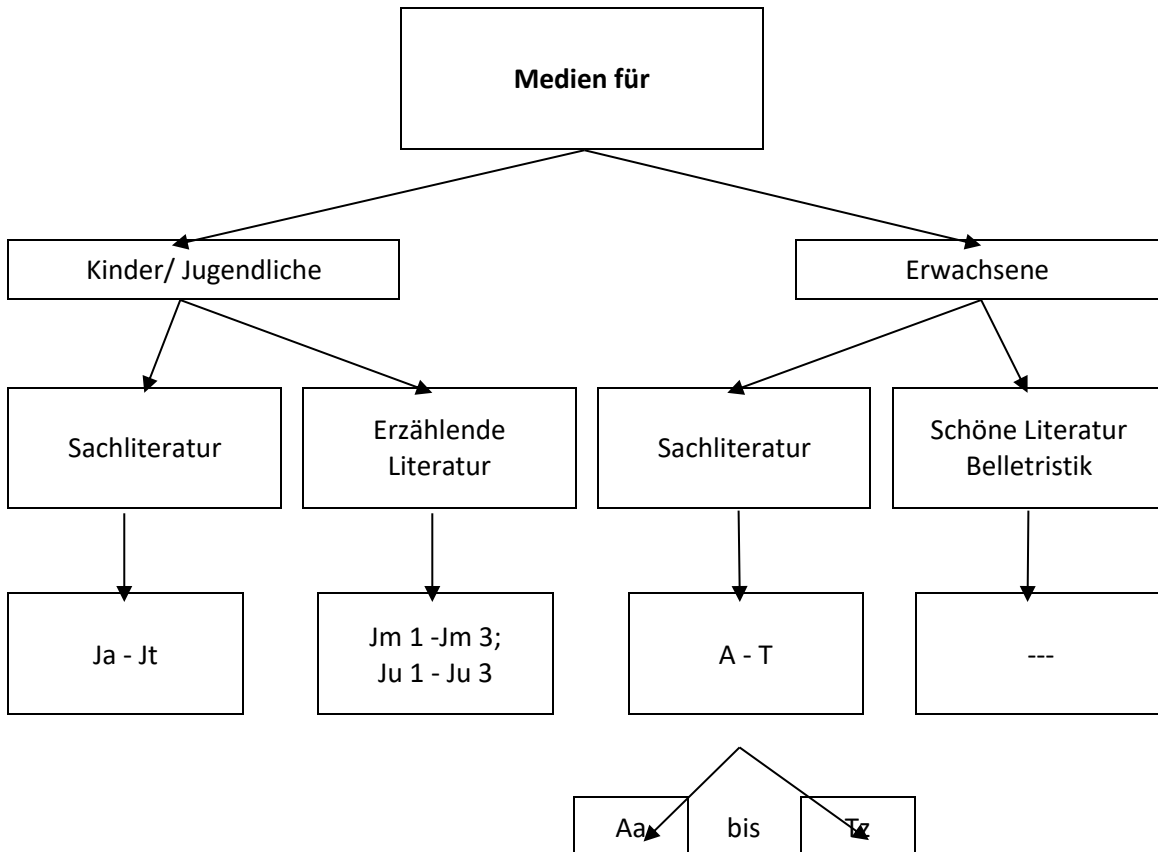 Medien für
Kinder/ Jugendliche
Erwachsene
Sachliteratur
Erzählende
Literatur
Sachliteratur
Schöne Literatur
Belletristik
Ja - Jt
Jm 1 -Jm 3;
Ju 1 - Ju 3
A - T
---
Aa
bis
Tz